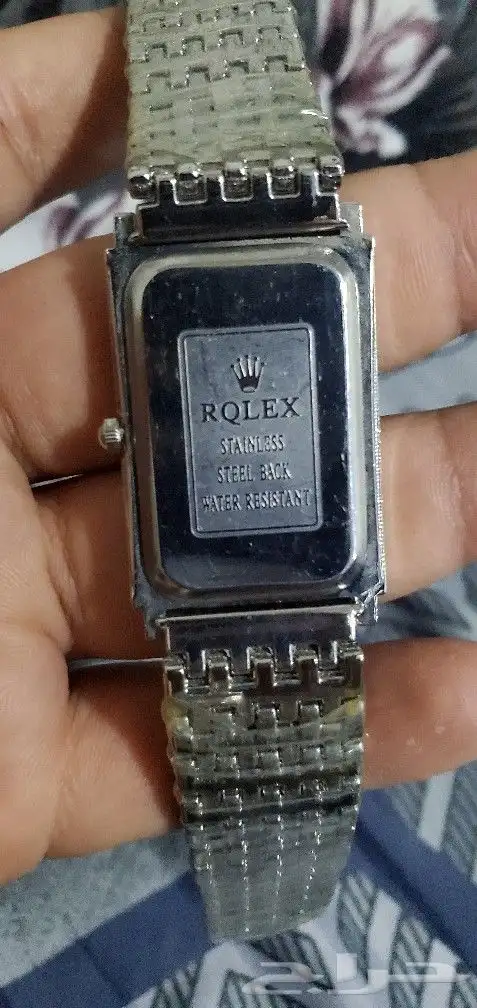 RQLEX
STAINLESS
STEEL BACK
WATER RESISTANT
حراج